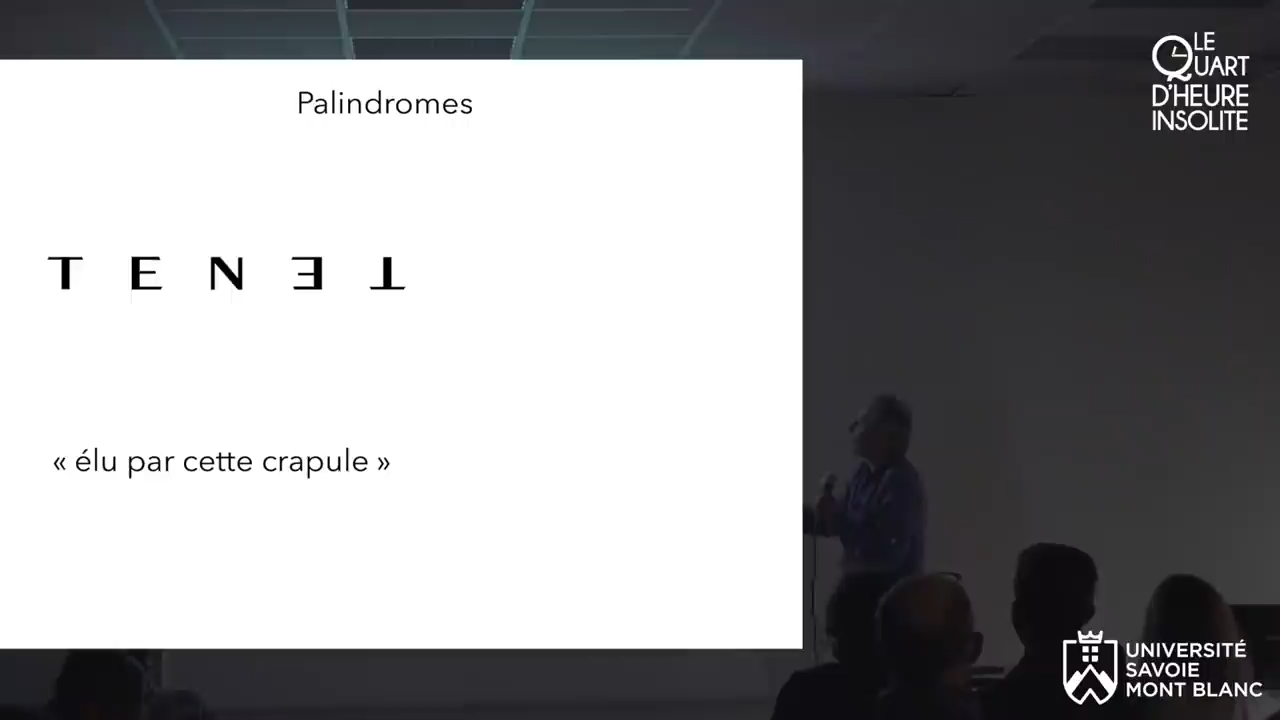 Palindromes
TENET
« élu par cette crapule »
LE
QUART
D'HEURE
INSOLITE
UNIVERSITÉ
SAVOIE
MONT BLANC